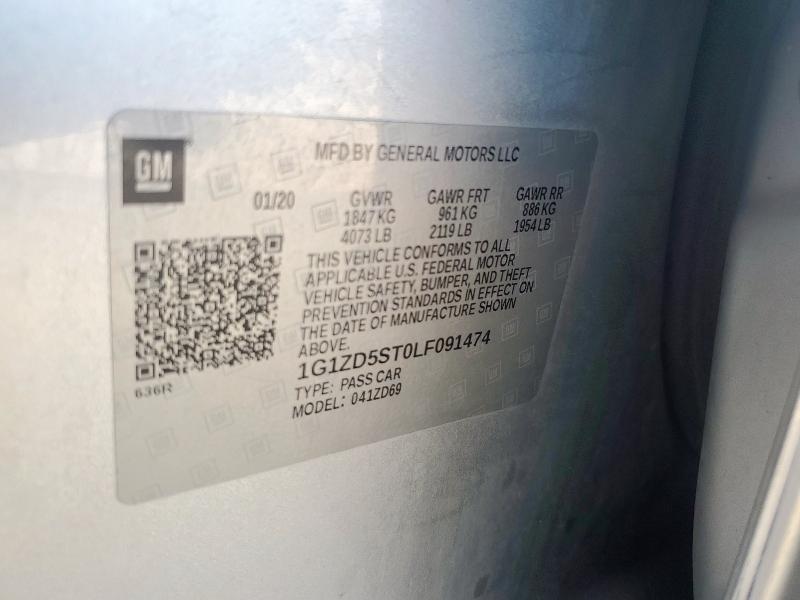 GM
MFD BY GENERAL MOTORS LLC
01/20 GVWR GAWR FRT GAWR RR
1847 KG 961 KG 886 KG
4073 LB 2119 LB 1954 LB
THIS VEHICLE CONFORMS TO ALL
APPLICABLE U.S. FEDERAL MOTOR
VEHICLE SAFETY, BUMPER, AND THEFT
PREVENTION STANDARDS IN EFFECT ON
THE DATE OF MANUFACTURE SHOWN
ABOVE.
1G1ZD5ST0LF091474
636R
TYPE: PASS CAR
MODEL: 041ZD69